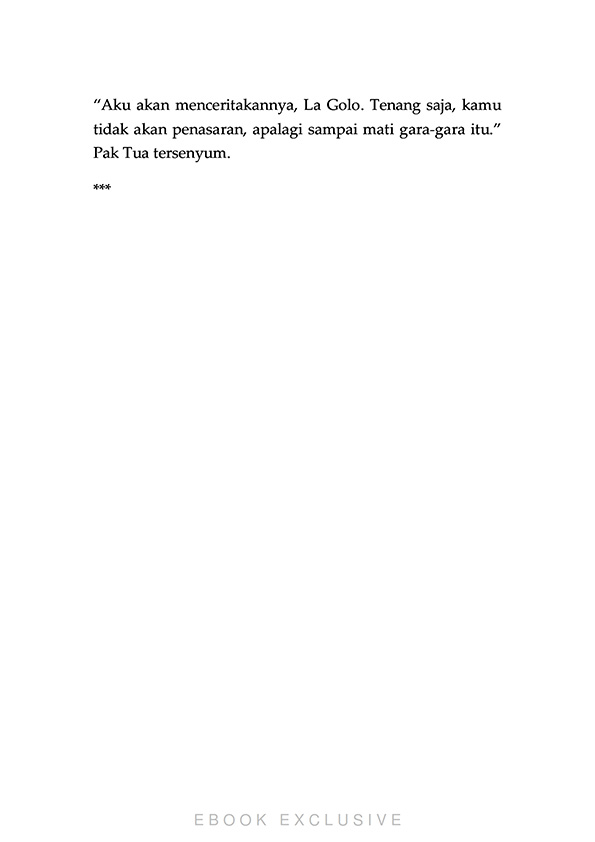 “Aku akan menceritakannya, La Golo. Tenang saja, kamu
tidak akan penasaran, apalagi sampai mati gara-gara itu.”
Pak Tua tersenyum.
***
EBOOK EXCLUSIVE